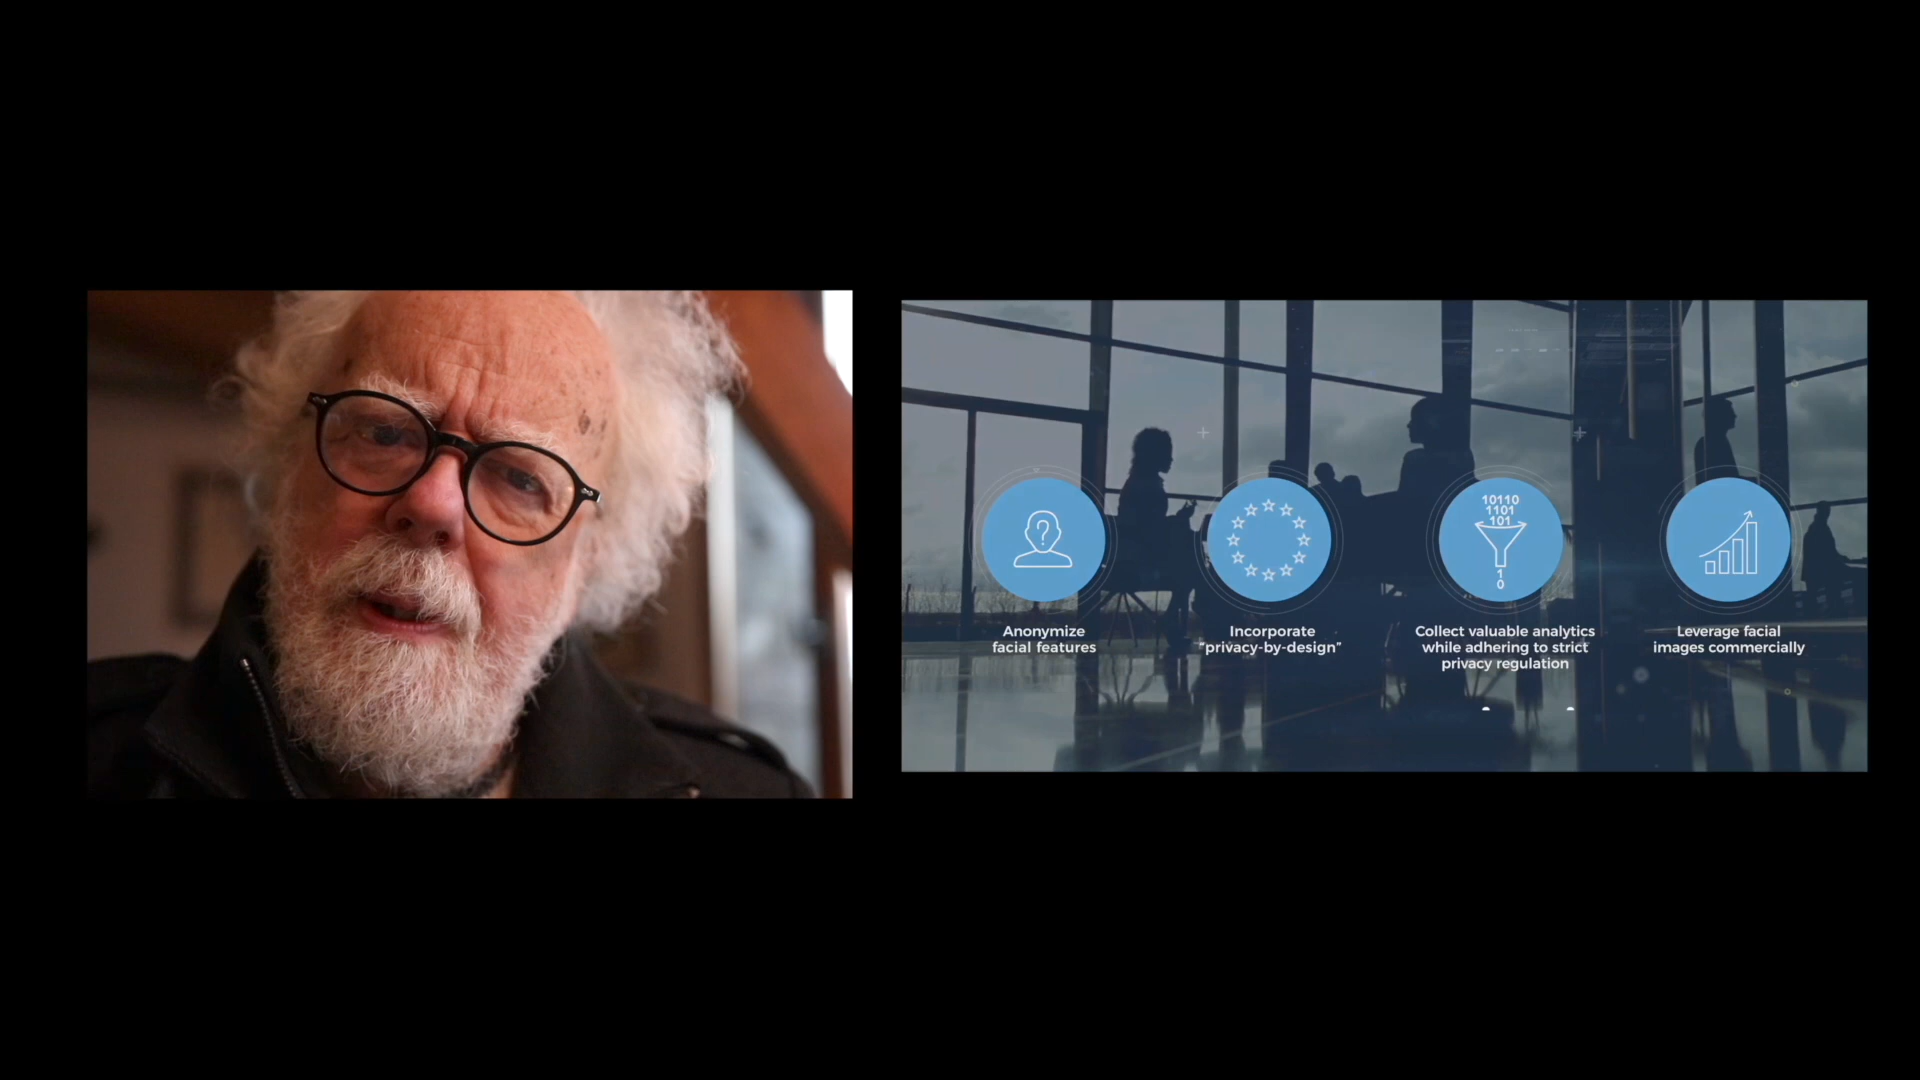 10110
1101
101
1
0
Anonymize
facial features
Incorporate
"privacy-by-design"
Collect valuable analytics
while adhering to strict
privacy regulation
Leverage facial
images commercially